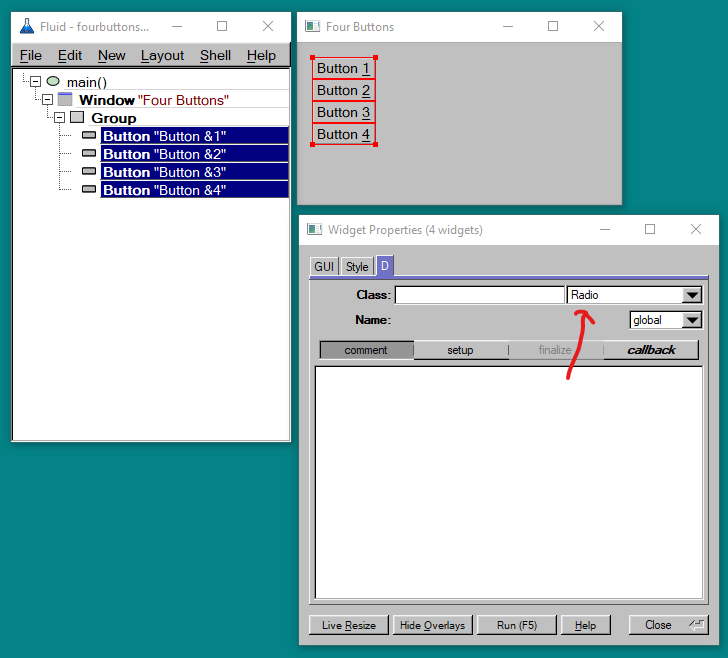 Fluid - fourbuttons...
File Edit New Layout Shell Help
main()
Window "Four Buttons"
Group
Button "Button &1"
Button "Button &2"
Button "Button &3"
Button "Button &4"
Four Buttons
Button 1
Button 2
Button 3
Button 4
Widget Properties (4 widgets)
GUI Style D
Class: Radio
Name: global
comment setup finalize callback
Live Resize Hide Overlays Run (F5) Help Close